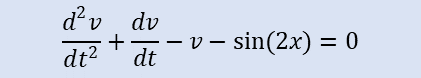 d²v/dt² + dv/dt − v − sin(2x) = 0